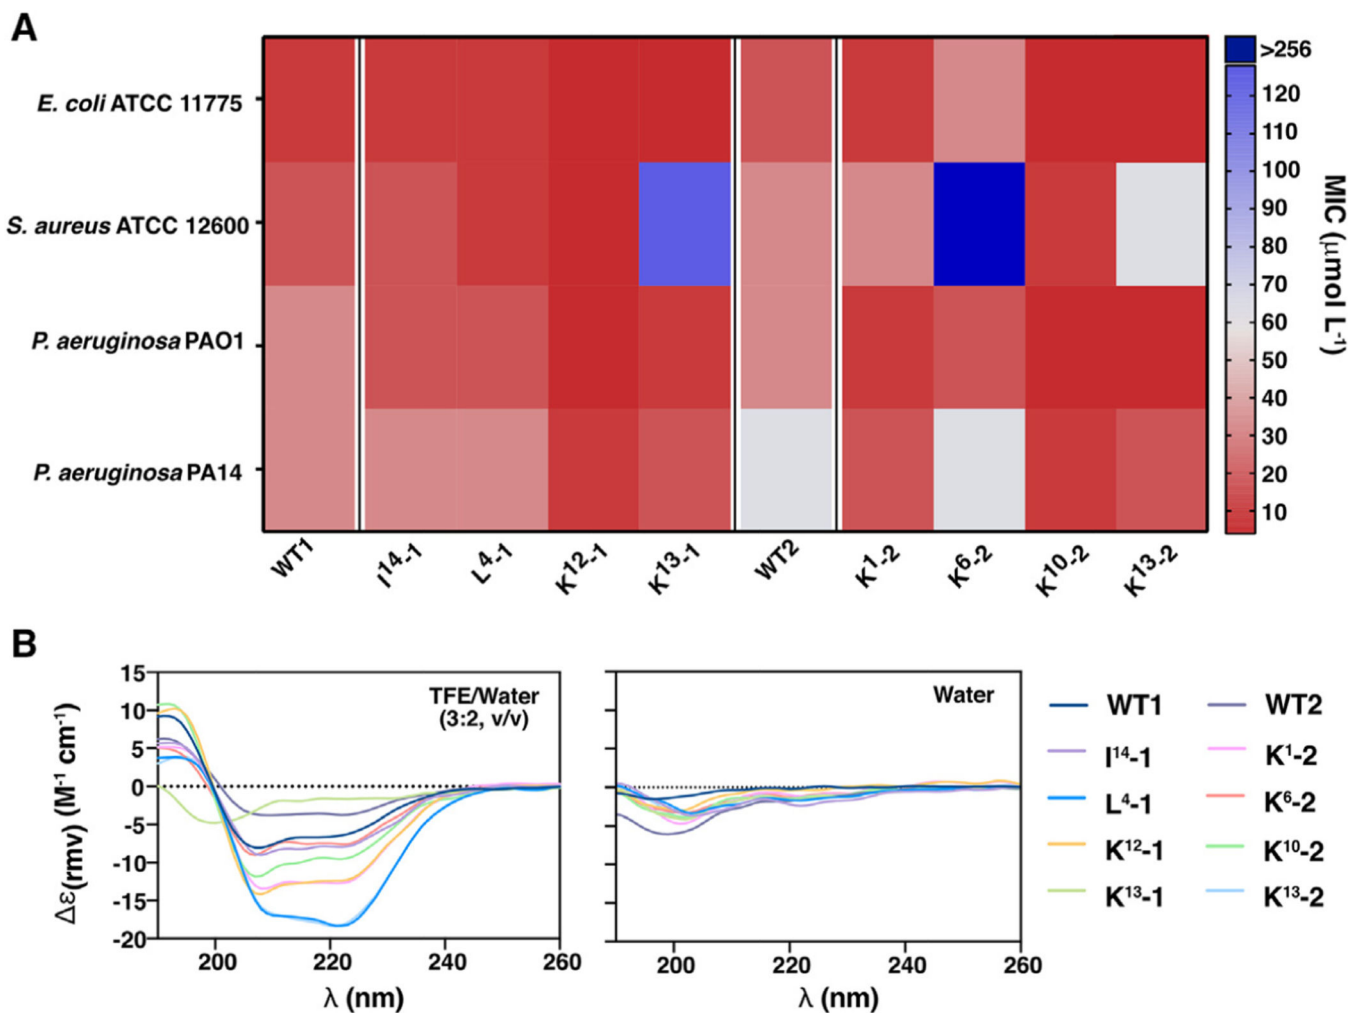 A
E. coli ATCC 11775
S. aureus ATCC 12600
P. aeruginosa PAO1
P. aeruginosa PA14
WT1
I¹⁴-1
L⁴-1
K¹²-1
K¹³-1
WT2
K¹-2
K⁶-2
K¹⁰-2
K¹³-2
>256
120
110
100
90
80
70
60
50
40
30
20
10
MIC (μmol L⁻¹)
B
15
10
5
0
-5
-10
-15
-20
Δε(rmv) (M⁻¹ cm⁻¹)
TFE/Water
(3:2, v/v)
200 220 240 260
λ (nm)
Water
200 220 240 260
λ (nm)
WT1 WT2
I¹⁴-1 K¹-2
L⁴-1 K⁶-2
K¹²-1 K¹⁰-2
K¹³-1 K¹³-2